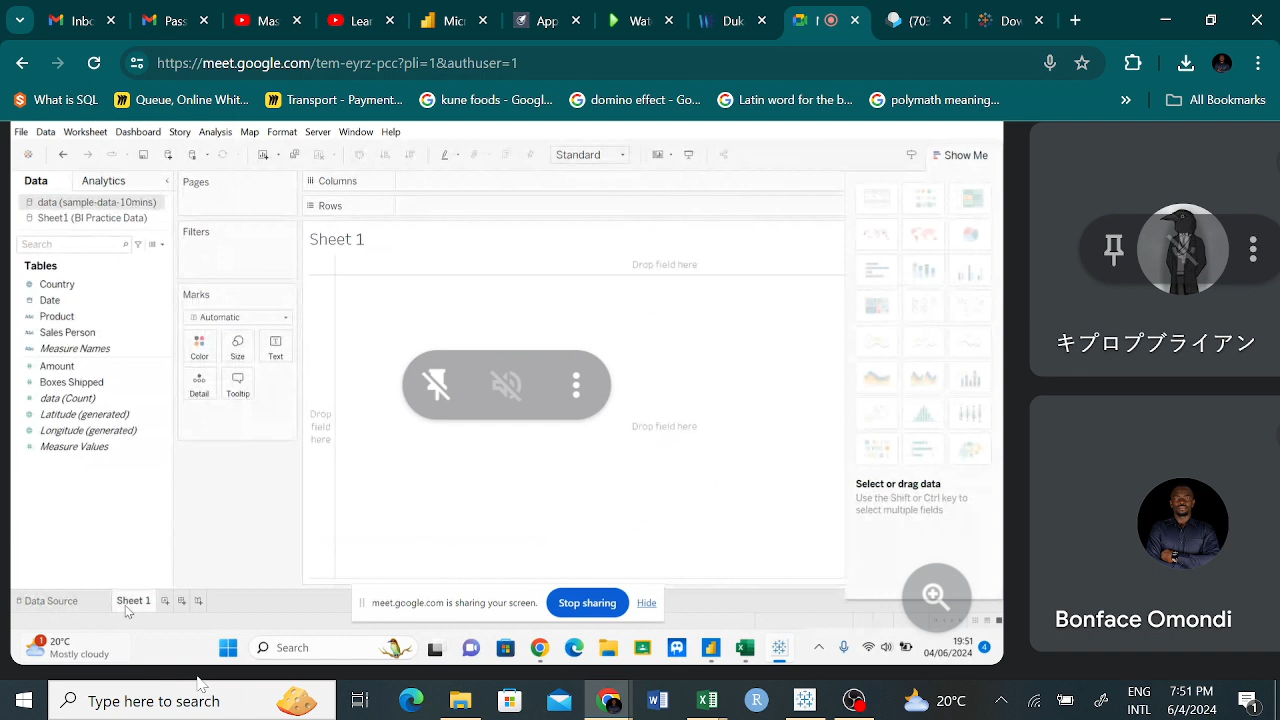 Inbo
Mas
Mas
Lea
Micr
App
Wat
Duk
(703
Dov
https://meet.google.com/tem-eyrz-pcc?pli=1&authuser=1
What is SQL
Queue, Online Wait...
Transport - Payment...
kune foods - Googl...
domino effect - Go...
Latin word for the b...
polymath meaning...
All Bookmarks
File Data Worksheet Dashboard Story Analysis Map Format Server Window Help
Standard
Show Me
Data Analytics
Pages
Columns
Rows
data (sample-data-10mins)
Sheet1 (BI Practice Data)
Search
Filters
Sheet 1
Tables
Country
Date
Product
Sales Person
Measure Names
Amount
Boxes Shipped
data (Count)
Latitude (generated)
Longitude (generated)
Measure Values
Marks
Automatic
Color Size Text
Detail Tooltip
Drop field here
Drop
field
here
Drop field here
Select or drag data
Use the Shift or Ctrl key to
select multiple fields
Data Source
Sheet 1
meet.google.com is sharing your screen.
Stop sharing
Hide
1
20°C
Mostly cloudy
Search
19:51
04/06/2024
4
キプロプブライアン
Bonface Omondi
Type here to search
20°C
ENG
INTL
7:51 PM
6/4/2024